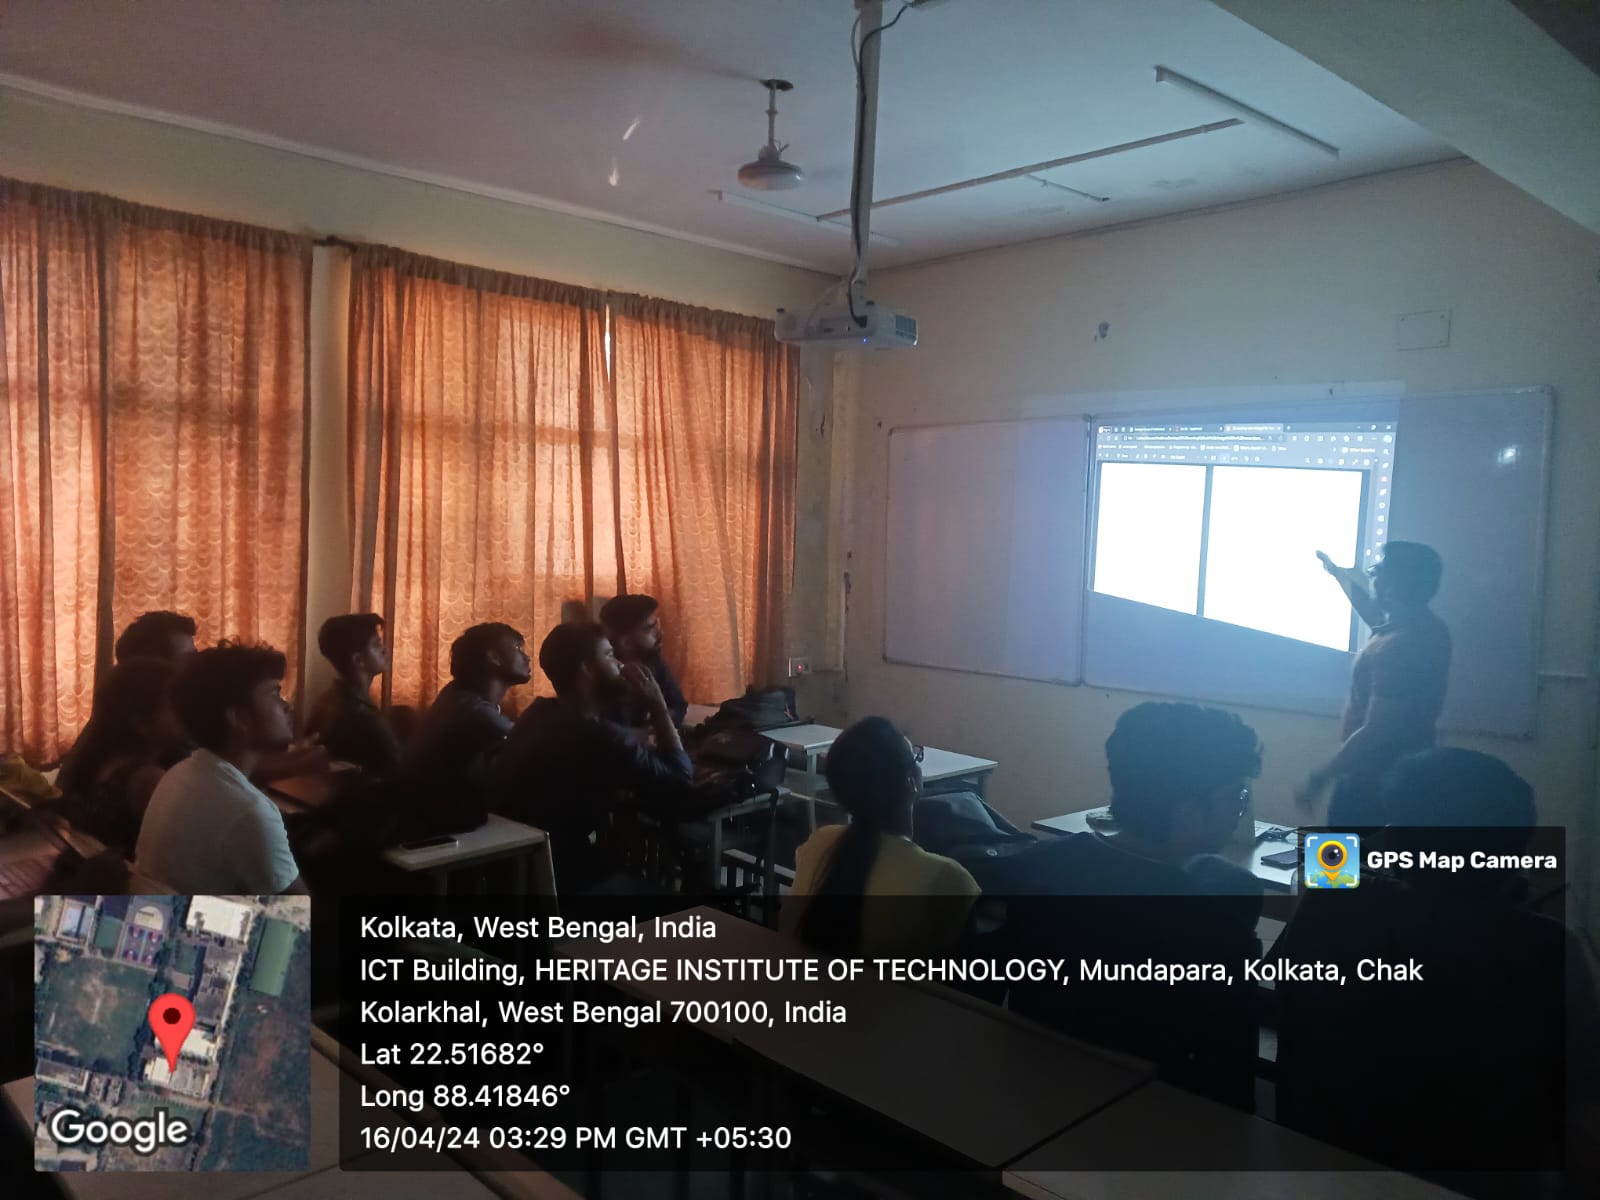 GPS Map Camera
Kolkata, West Bengal, India
ICT Building, HERITAGE INSTITUTE OF TECHNOLOGY, Mundapara, Kolkata, Chak
Kolarkhal, West Bengal 700100, India
Lat 22.51682°
Long 88.41846°
16/04/24 03:29 PM GMT +05:30
Google